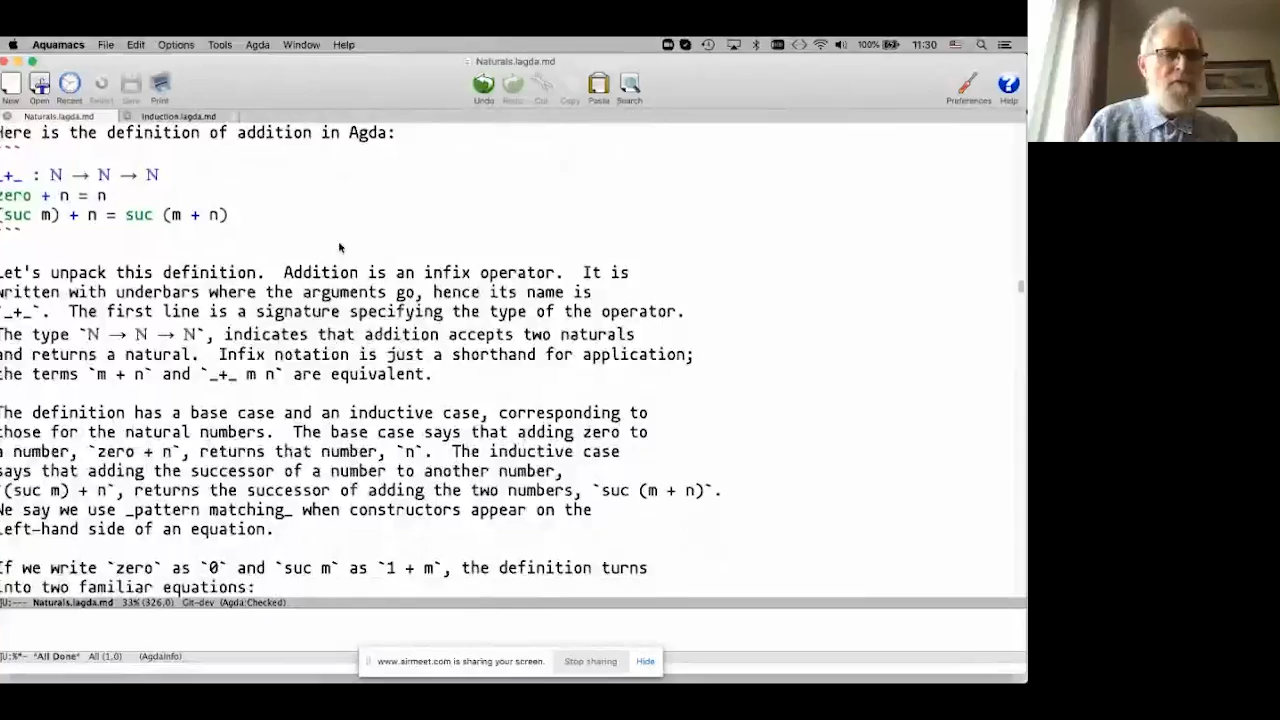 Aquamacs File Edit Options Tools Agda Window Help 100% 11:30
Naturals.lagda.md
New Open Recent Revert Save Print Undo Redo Cut Copy Paste Search Preferences Help
Naturals.lagda.md Induction.lagda.md
Here is the definition of addition in Agda:
```
_+_ : ℕ → ℕ → ℕ
zero + n = n
(suc m) + n = suc (m + n)
```
Let's unpack this definition. Addition is an infix operator. It is
written with underbars where the arguments go, hence its name is
`_+_`. The first line is a signature specifying the type of the operator.
The type `ℕ → ℕ → ℕ`, indicates that addition accepts two naturals
and returns a natural. Infix notation is just a shorthand for application;
the terms `m + n` and `_+_ m n` are equivalent.
The definition has a base case and an inductive case, corresponding to
those for the natural numbers. The base case says that adding zero to
a number, `zero + n`, returns that number, `n`. The inductive case
says that adding the successor of a number to another number,
`(suc m) + n`, returns the successor of adding the two numbers, `suc (m + n)`.
We say we use _pattern matching_ when constructors appear on the
left-hand side of an equation.
If we write `zero` as `0` and `suc m` as `1 + m`, the definition turns
into two familiar equations:
U:--- Naturals.lagda.md 33% (326,0) Git-dev (Agda:Checked)
U:%*- *All Done* All (1,0) (AgdaInfo)
www.airmeet.com is sharing your screen. Stop sharing Hide